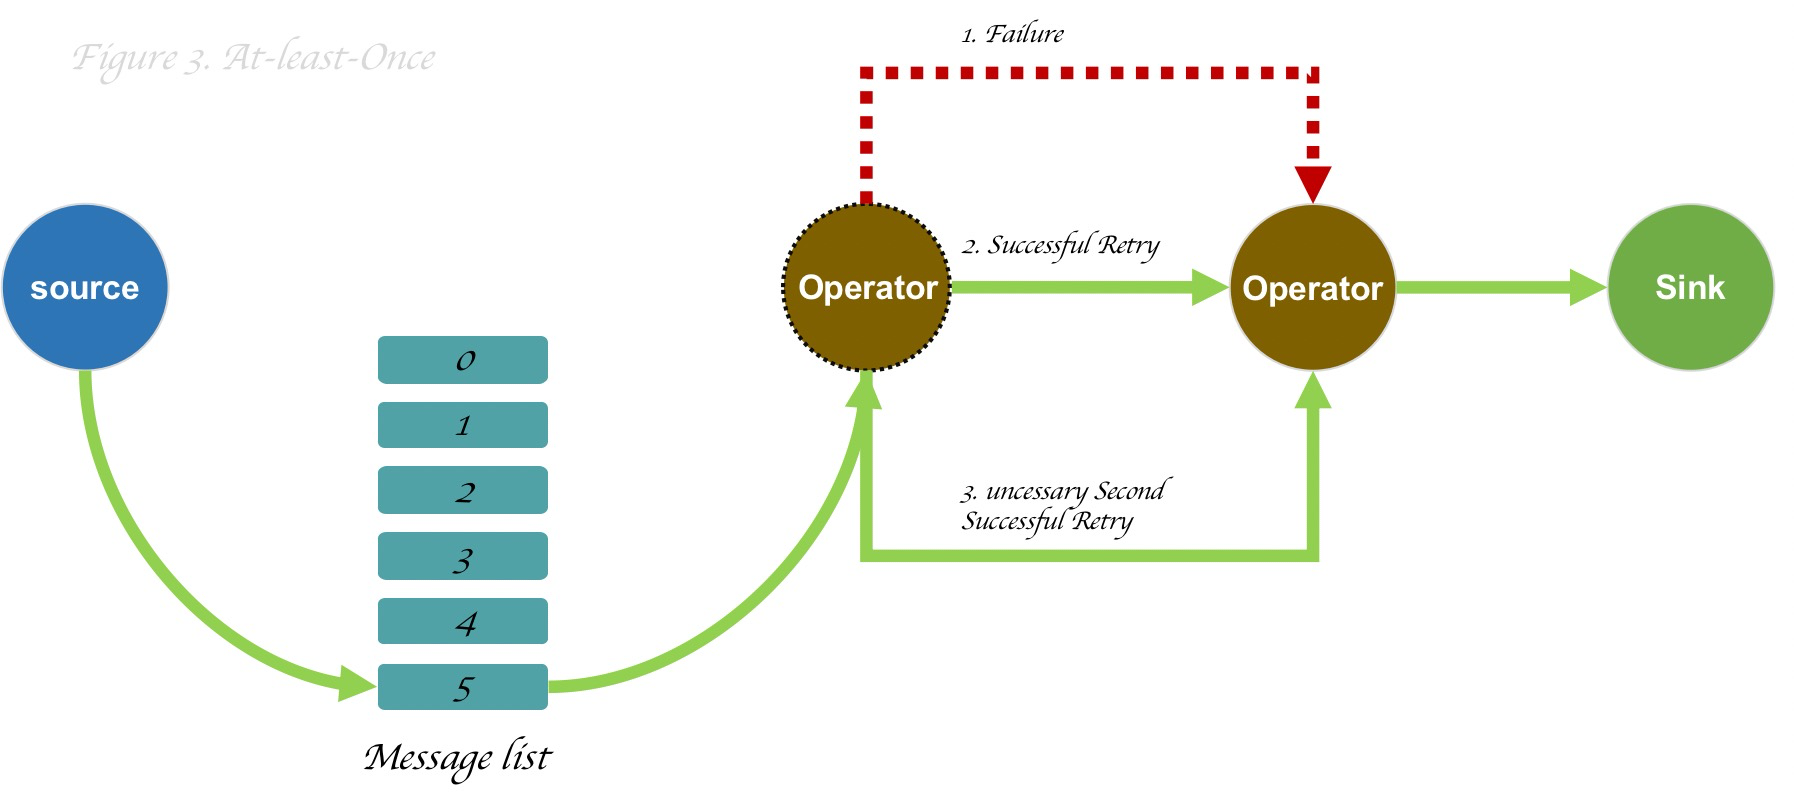 Figure 3. At-least-Once
1. Failure
2. Successful Retry
source
Operator
Operator
Sink
0
1
2
3
4
5
3. uncessary Second
Successful Retry
Message list